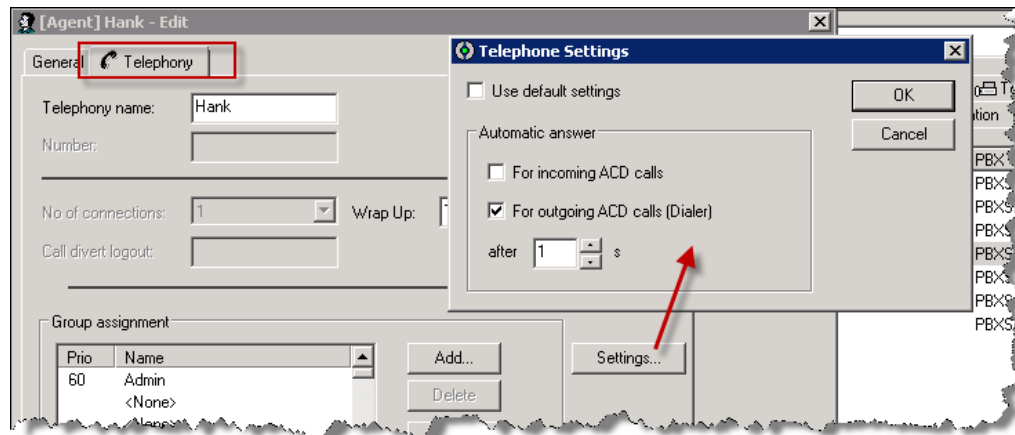 [Agent] Hank - Edit
General
Telephony
Telephony name: Hank
Number:
No of connections: 1 Wrap Up:
Call divert logout:
Group assignment
Prio Name
60 Admin
<None>
<None>
Add...
Delete
Settings...
Telephone Settings
Use default settings
OK
Cancel
Automatic answer
For incoming ACD calls
For outgoing ACD calls (Dialer)
after 1 s
PBX
PBXS
PBXS
PBXS
PBXS
PBXS
PBXS
PBXS